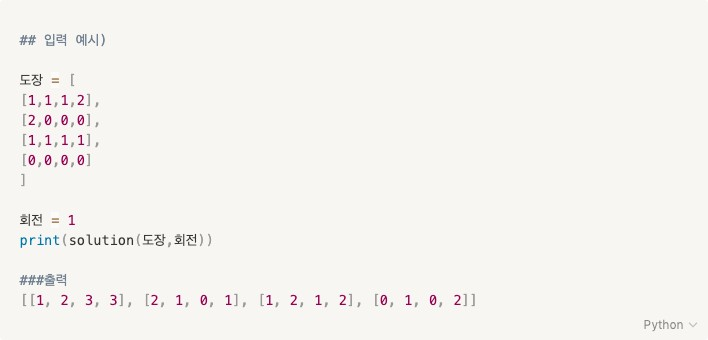 ## 입력 예시)
도장 = [
[1,1,1,2],
[2,0,0,0],
[1,1,1,1],
[0,0,0,0]
]
회전 = 1
print(solution(도장,회전))
###출력
[[1, 2, 3, 3], [2, 1, 0, 1], [1, 2, 1, 2], [0, 1, 0, 2]]
Python